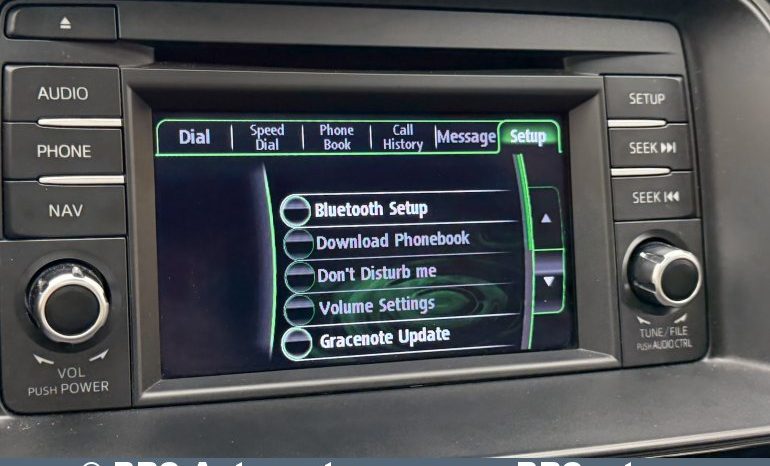 AUDIO
PHONE
NAV
VOL
PUSH POWER
Dial
Speed
Dial
Phone
Book
Call
History
Message
Setup
Bluetooth Setup
Download Phonebook
Don't Disturb me
Volume Settings
Gracenote Update
SETUP
SEEK
SEEK
TUNE/FILE
PUSH AUDIO CTRL